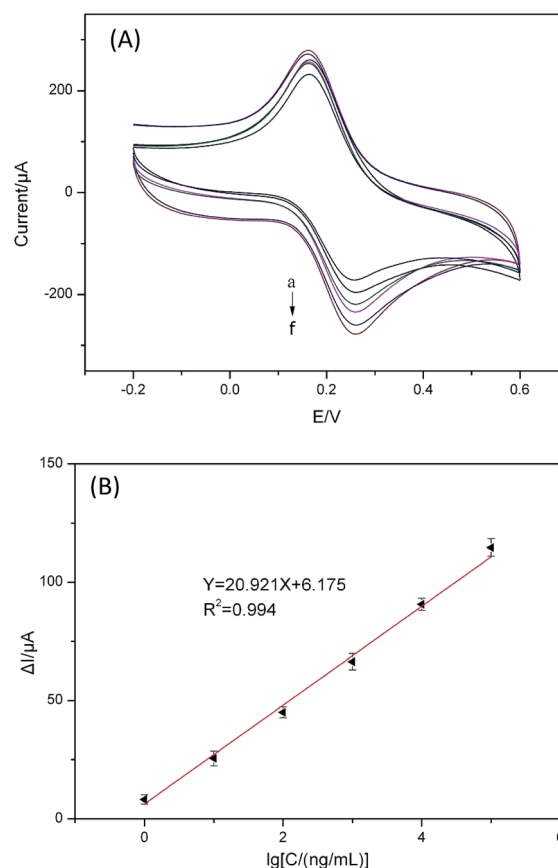 (A)
200
0
-200
Current/μA
a
f
-0.2 0.0 0.2 0.4 0.6
E/V
(B)
150
100
50
0
ΔI/μA
Y=20.921X+6.175
R²=0.994
0 2 4 6
lg[C/(ng/mL)]